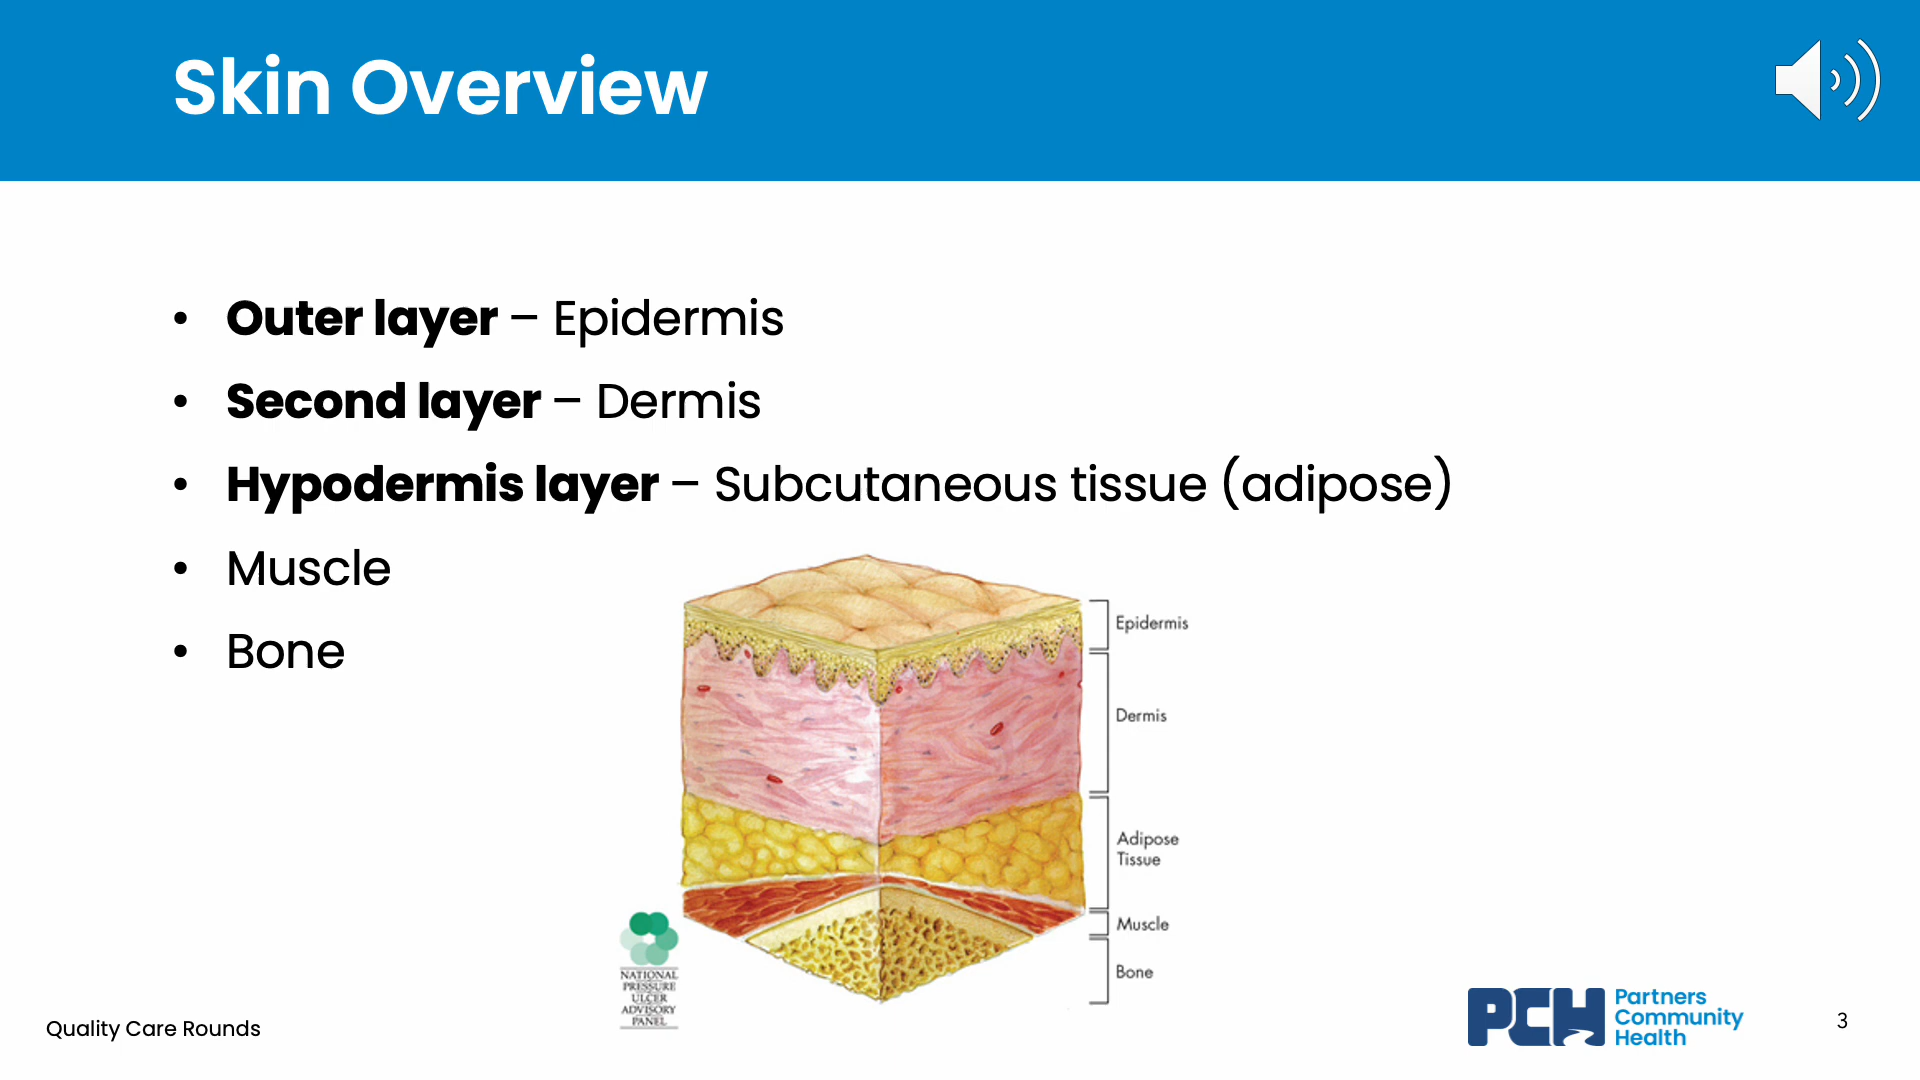 Skin Overview
• Outer layer – Epidermis
• Second layer – Dermis
• Hypodermis layer – Subcutaneous tissue (adipose)
• Muscle
• Bone
Epidermis
Dermis
Adipose
Tissue
Muscle
Bone
NATIONAL
PRESSURE
ULCER
ADVISORY
PANEL
Quality Care Rounds
PCH
Partners
Community
Health
3